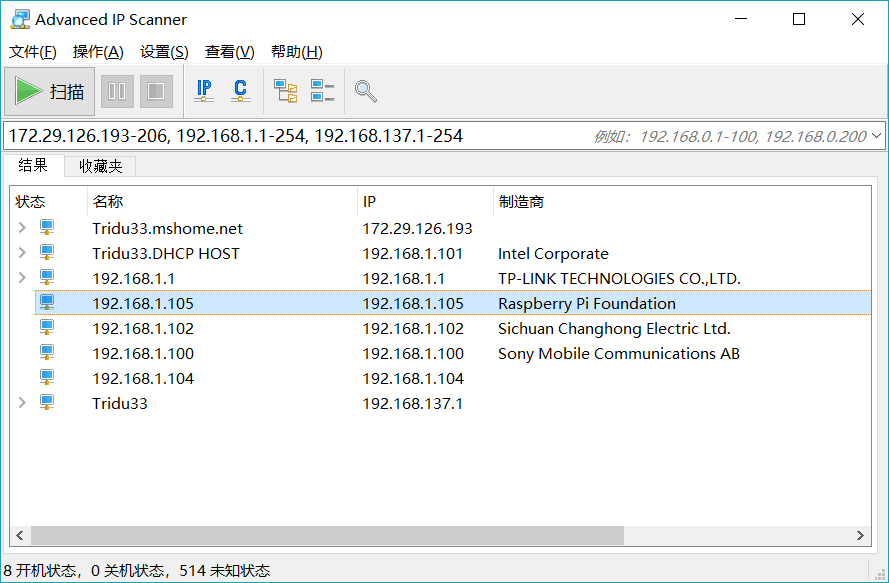 Advanced IP Scanner
文件(F) 操作(A) 设置(S) 查看(V) 帮助(H)
扫描 IP C
172.29.126.193-206, 192.168.1.1-254, 192.168.137.1-254 例如: 192.168.0.1-100, 192.168.0.200
结果 收藏夹
状态 名称 IP 制造商
Tridu33.mshome.net 172.29.126.193
Tridu33.DHCP HOST 192.168.1.101 Intel Corporate
192.168.1.1 192.168.1.1 TP-LINK TECHNOLOGIES CO.,LTD.
192.168.1.105 192.168.1.105 Raspberry Pi Foundation
192.168.1.102 192.168.1.102 Sichuan Changhong Electric Ltd.
192.168.1.100 192.168.1.100 Sony Mobile Communications AB
192.168.1.104 192.168.1.104
Tridu33 192.168.137.1
8 开机状态，0 关机状态，514 未知状态